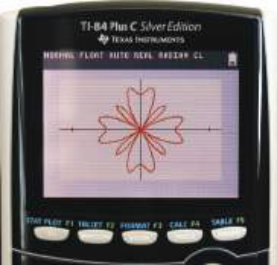 TI-84 Plus C Silver Edition
TEXAS INSTRUMENTS
NORMAL FLOAT AUTO REAL RADIAN CL
STAT PLOT F1 TBLSET F2 FORMAT F3 CALC F4 TABLE F5